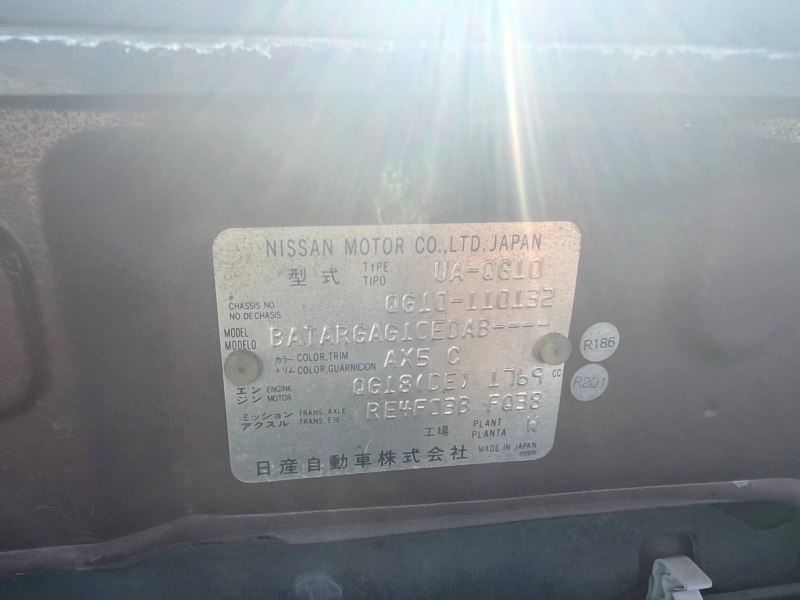 NISSAN MOTOR CO.,LTD.JAPAN
型式 TYPE TIPO UA-QG10
CHASSIS NO NO DECHASIS QG10-110132
MODEL MODELO BATARGAG10EDAB----
カラー COLOR,TRIM トリム COLOR,GUARNICION AX5 C
エンジン ENGINE MOTOR QG18(DE) 1769 CC
ミッション TRANS.,AXLE アクスル TRANS.,EJE RE4F03B FQ38
工場 PLANT PLANTA W
日産自動車株式会社 MADE IN JAPAN
R186
R201